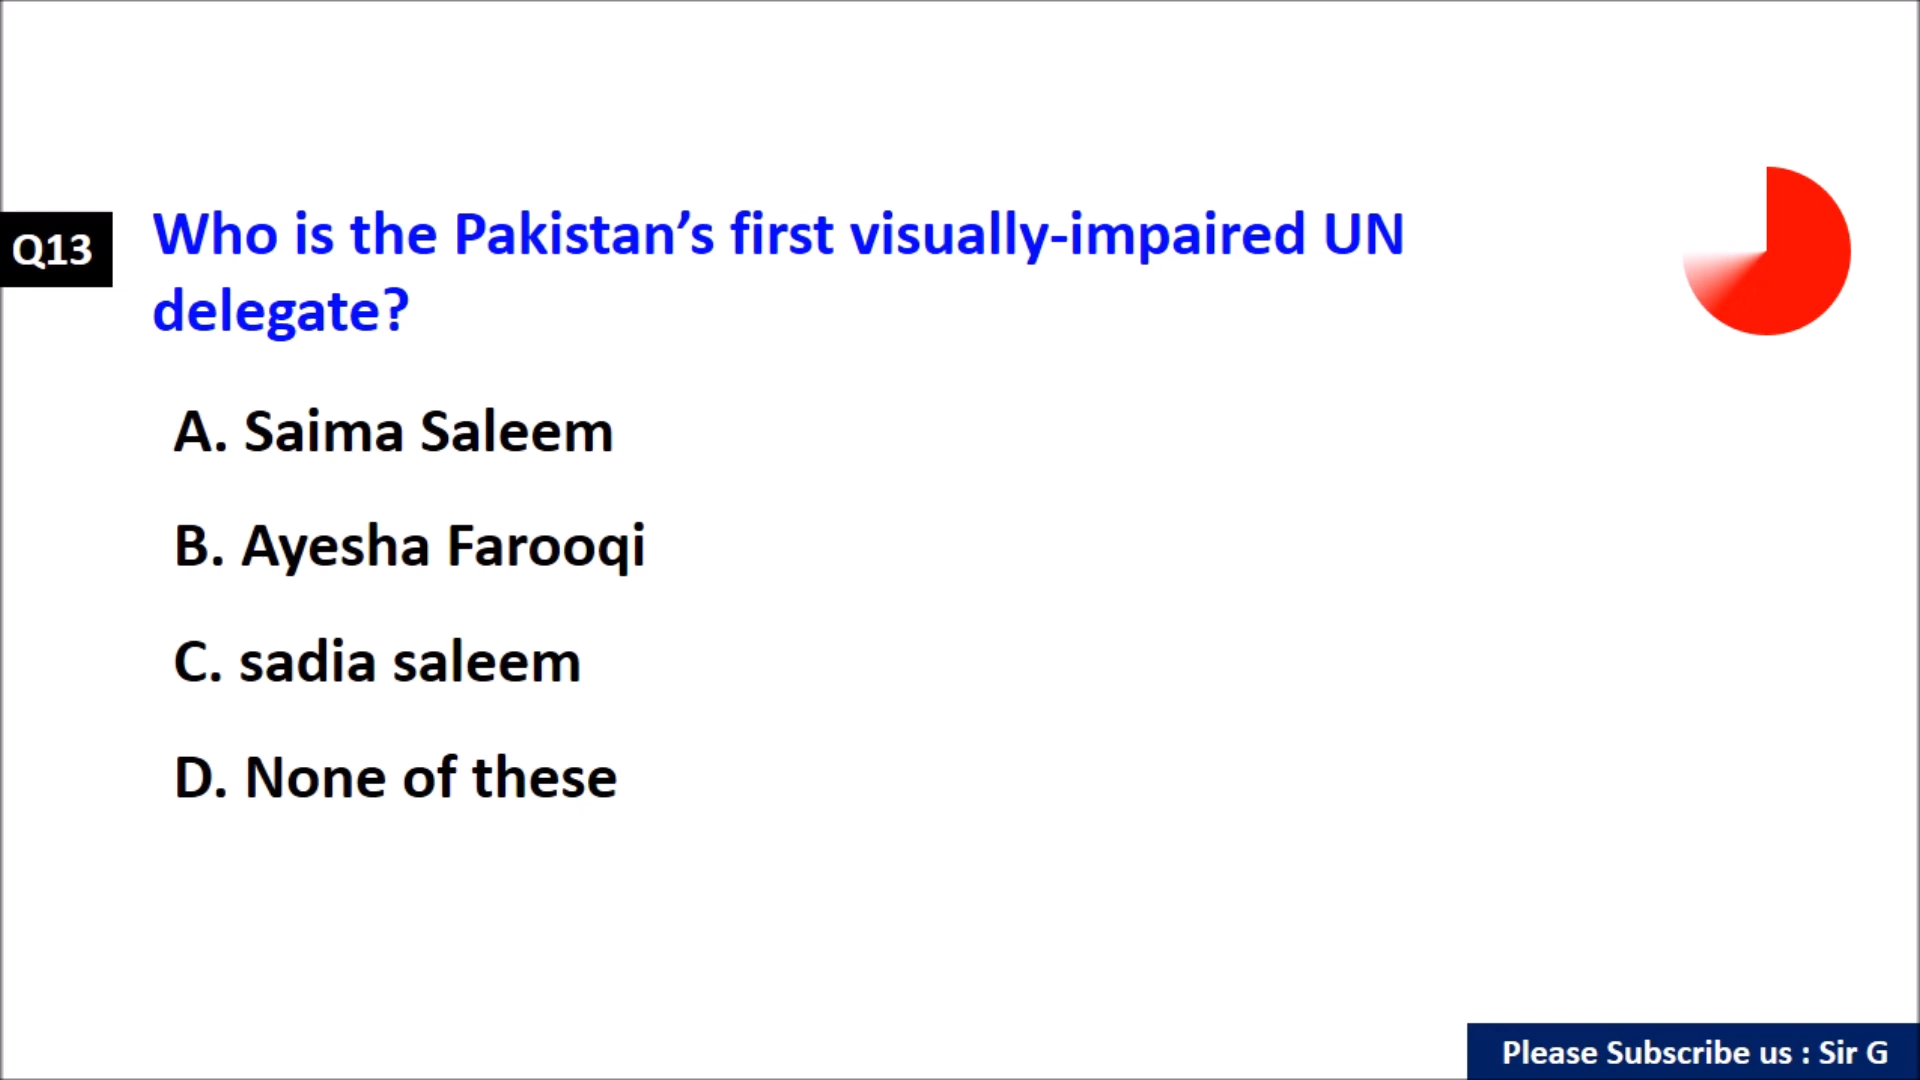 Q13
Who is the Pakistan’s first visually-impaired UN
delegate?
A. Saima Saleem
B. Ayesha Farooqi
C. sadia saleem
D. None of these
Please Subscribe us : Sir G